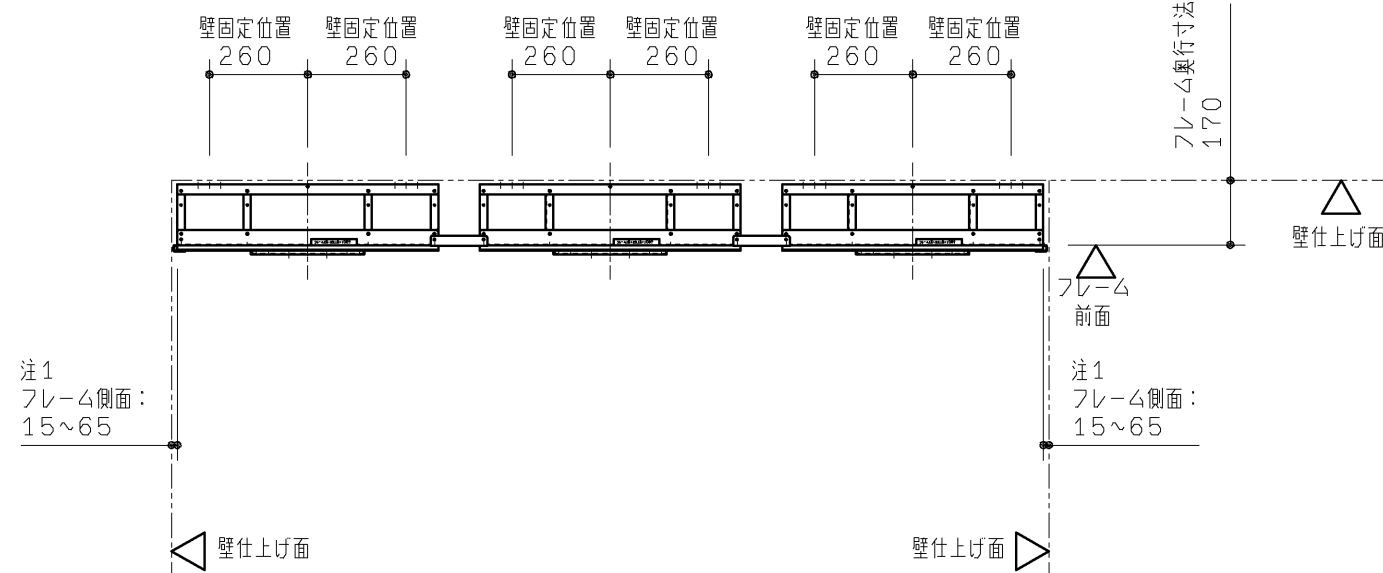 壁固定位置 壁固定位置 壁固定位置 壁固定位置 壁固定位置 壁固定位置
260 260 260 260 260 260
フレーム奥行寸法
170
壁仕上げ面
フレーム
前面
注1
フレーム側面：
15~65
注1
フレーム側面：
15~65
壁仕上げ面
壁仕上げ面